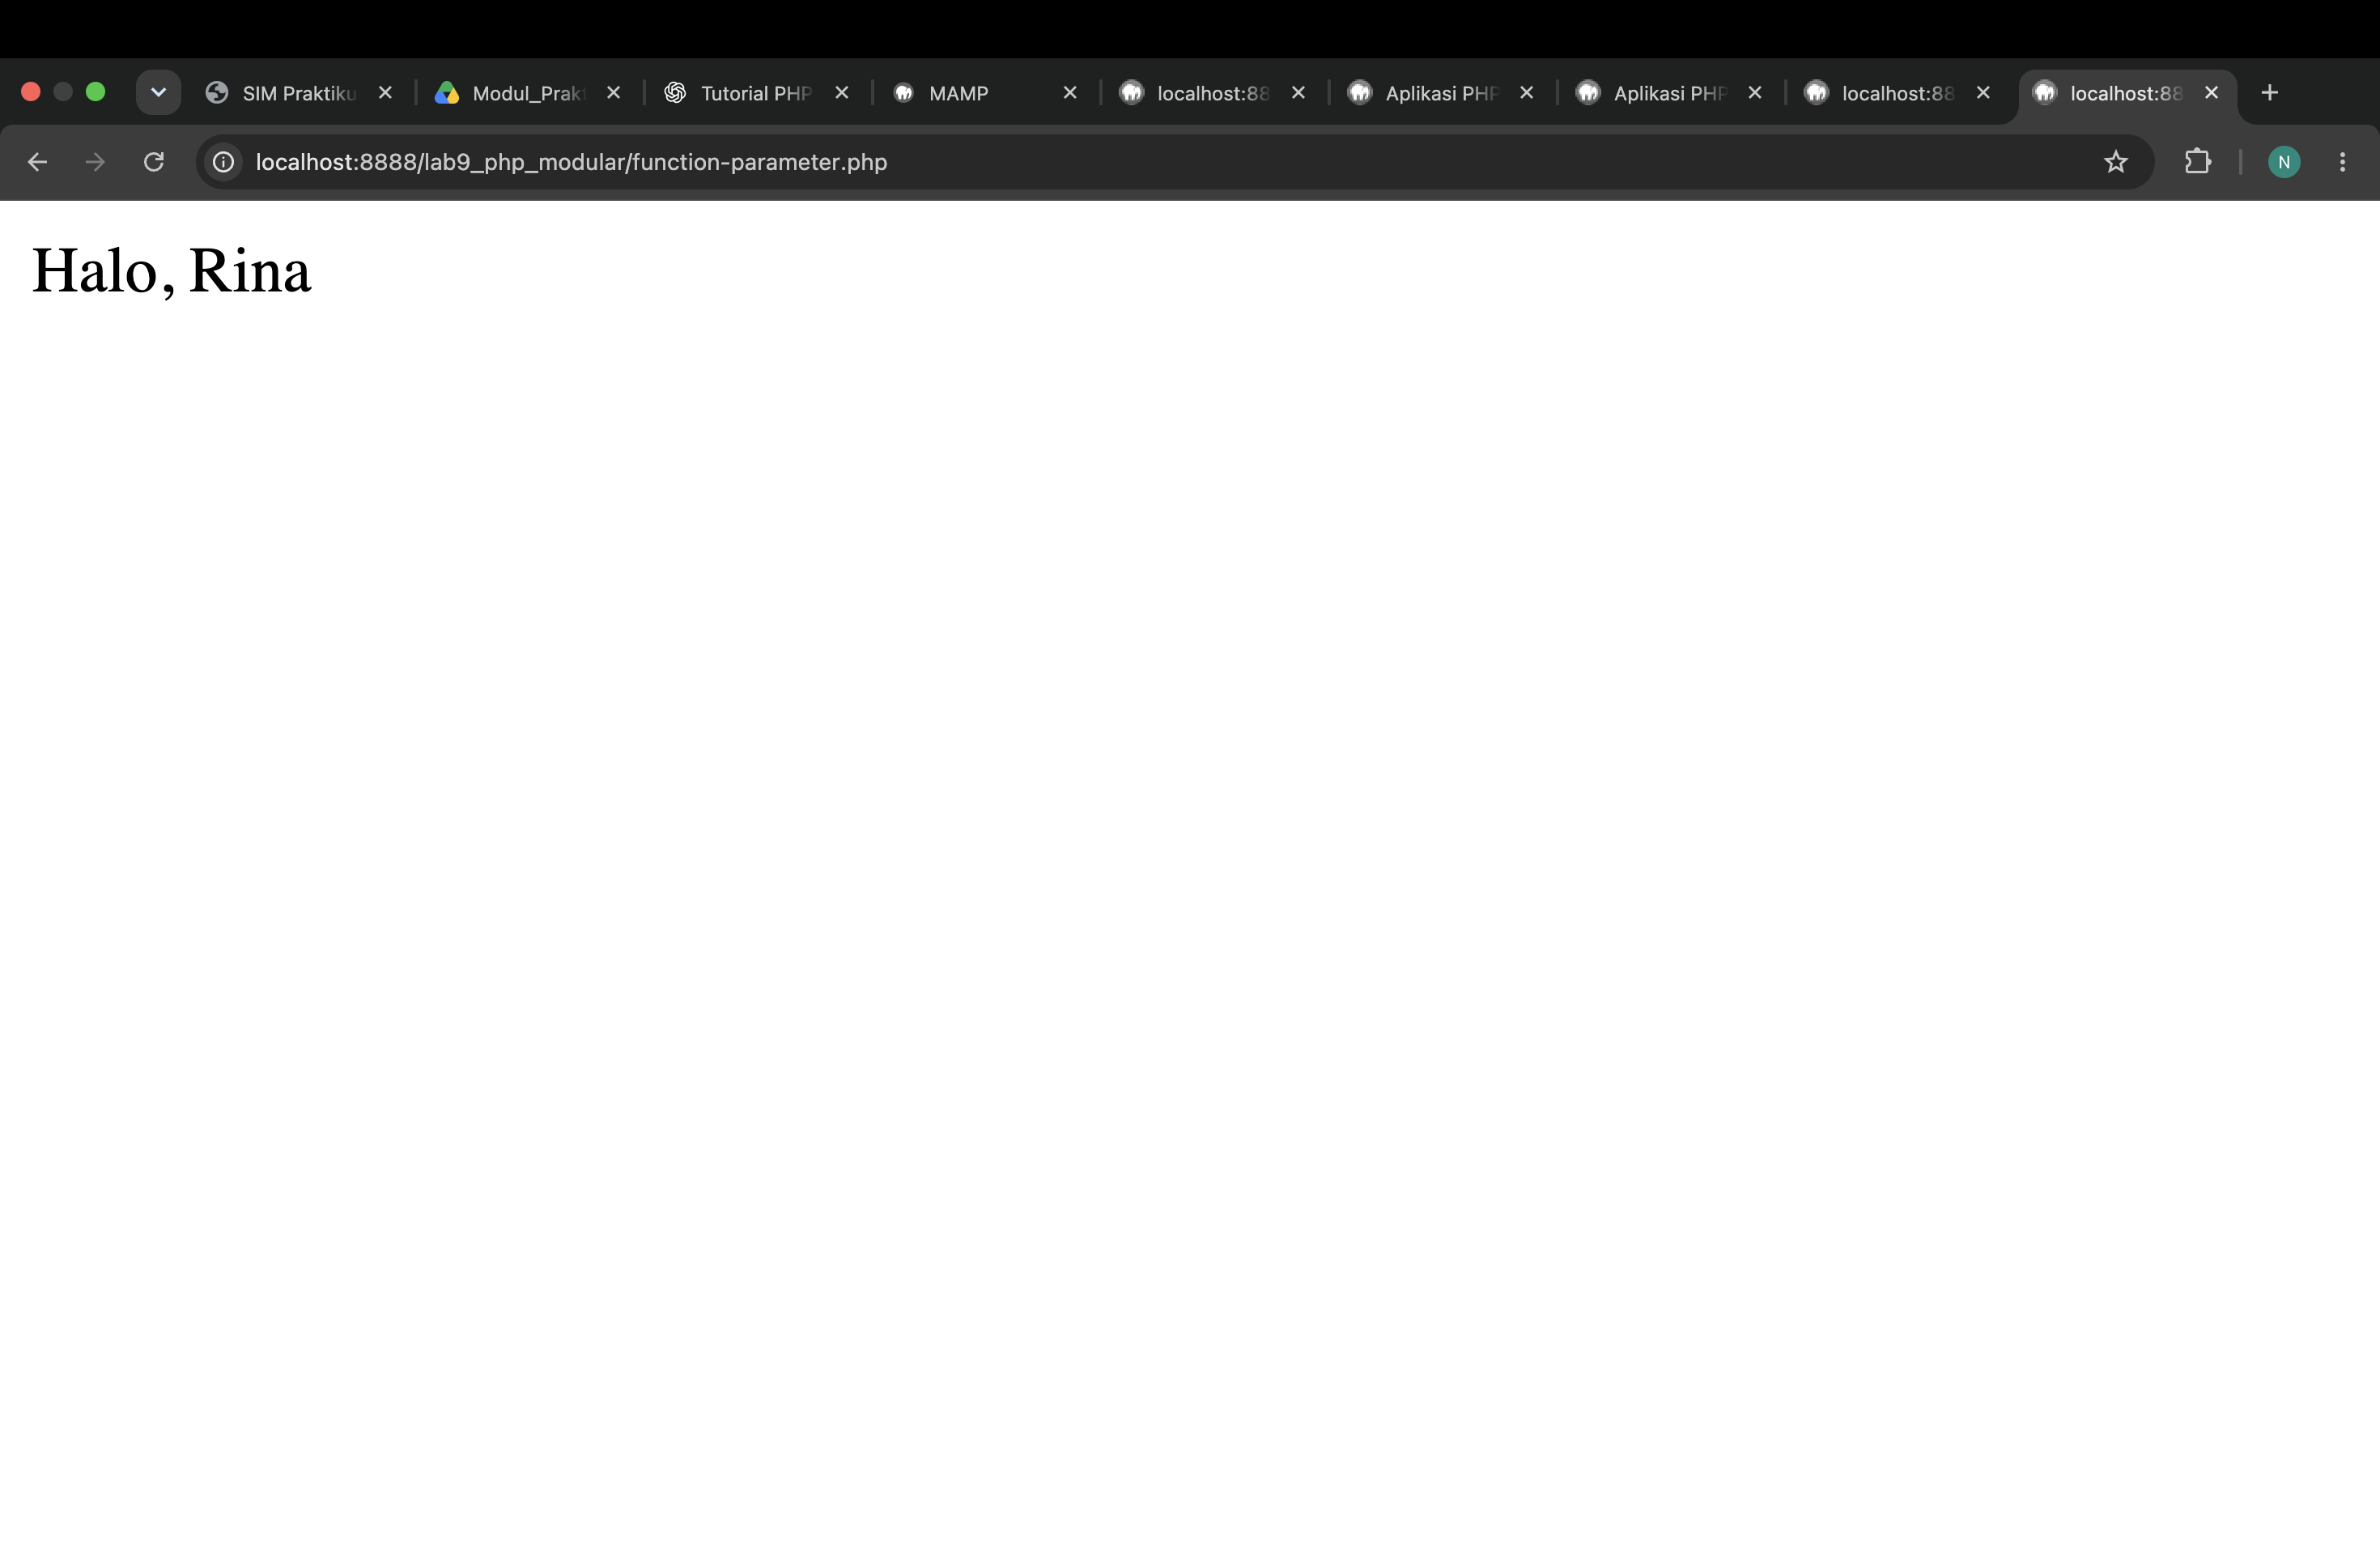 SIM Praktiku
Modul_Prak
Tutorial PHP
MAMP
localhost:88
Aplikasi PHP
Aplikasi PHP
localhost:88
localhost:88
localhost:8888/lab9_php_modular/function-parameter.php
N
Halo, Rina